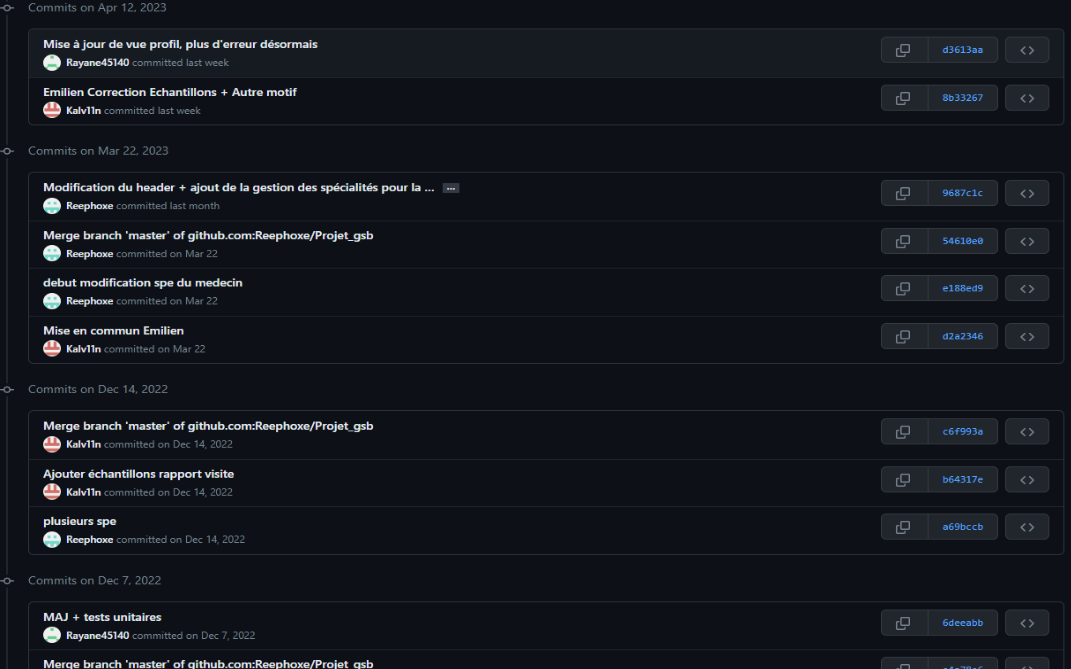 Commits on Apr 12, 2023
Mise à jour de vue profil, plus d'erreur désormais
d3613aa
Rayane45140 committed last week
Emilien Correction Echantillons + Autre motif
8b33267
Kalv11n committed last week
Commits on Mar 22, 2023
Modification du header + ajout de la gestion des spécialités pour la ... ...
9687c1c
Reephoxe committed last month
Merge branch 'master' of github.com:Reephoxe/Projet_gsb
54610e0
Reephoxe committed on Mar 22
debut modification spe du medecin
e188ed9
Reephoxe committed on Mar 22
Mise en commun Emilien
d2a2346
Kalv11n committed on Mar 22
Commits on Dec 14, 2022
Merge branch 'master' of github.com:Reephoxe/Projet_gsb
c6f993a
Kalv11n committed on Dec 14, 2022
Ajouter échantillons rapport visite
b64317e
Kalv11n committed on Dec 14, 2022
plusieurs spe
a69bccb
Reephoxe committed on Dec 14, 2022
Commits on Dec 7, 2022
MAJ + tests unitaires
6deeabb
Rayane45140 committed on Dec 7, 2022
Merge branch 'master' of github.com:Reephoxe/Projet_gsb